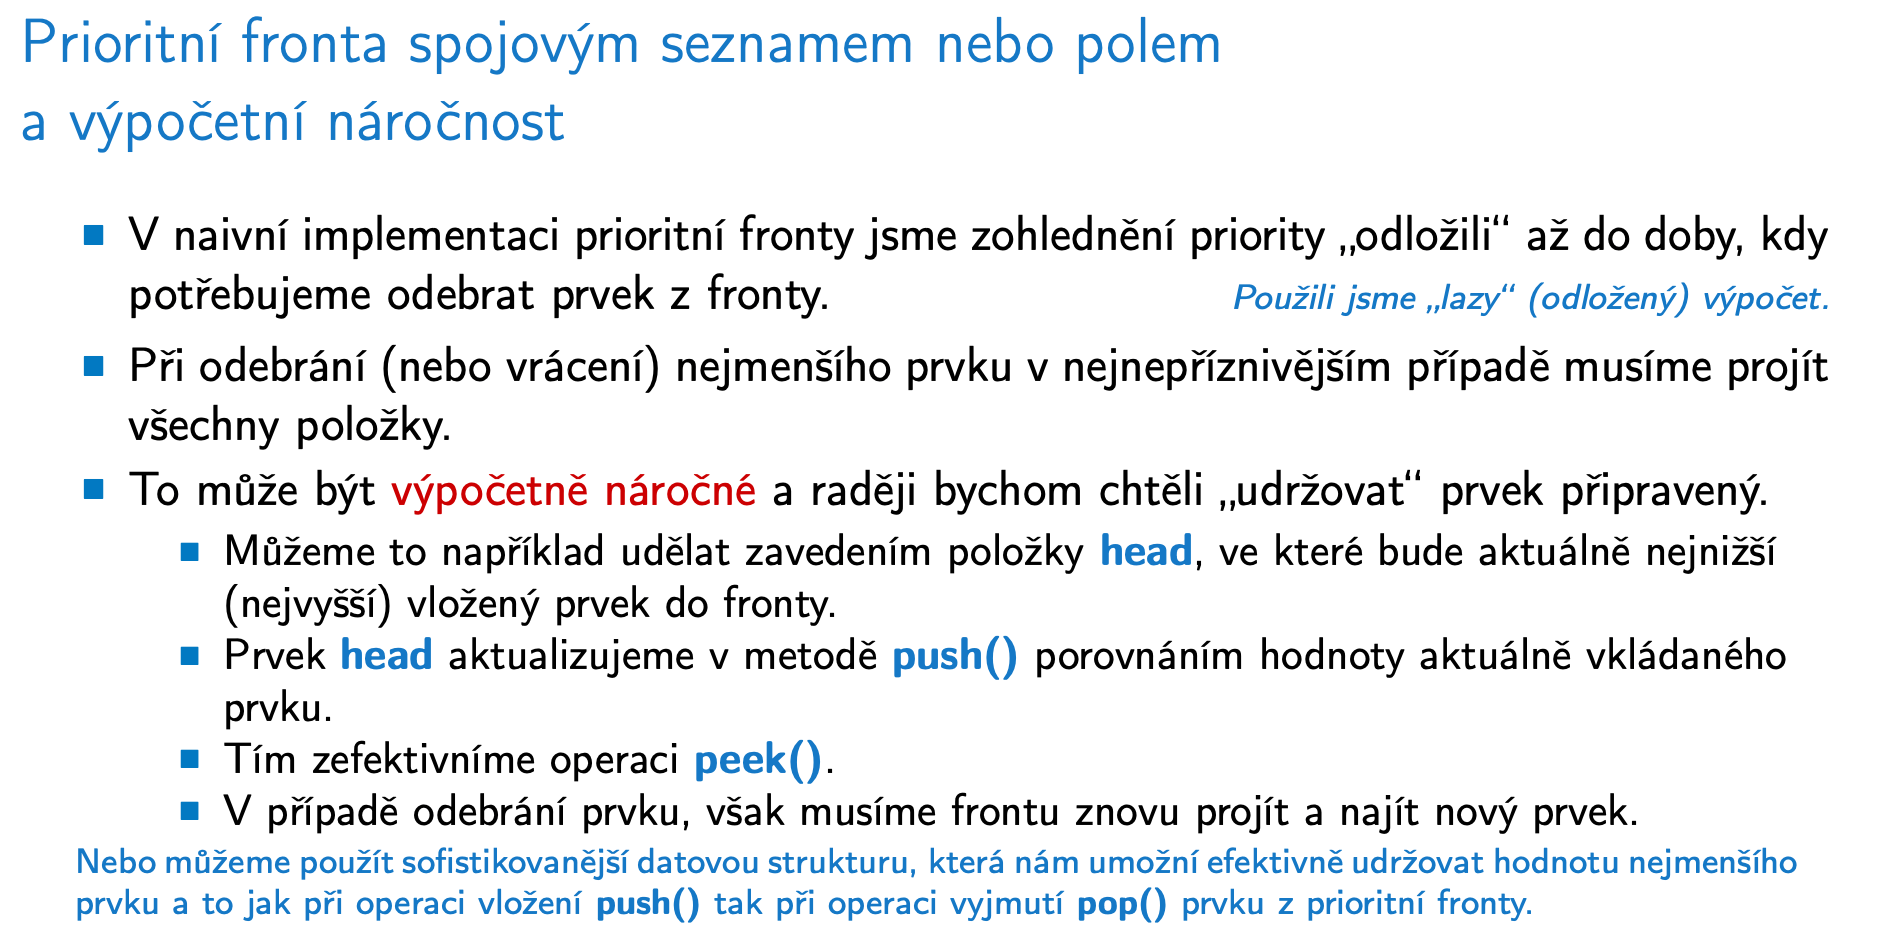 Prioritní fronta spojovým seznamem nebo polem
a výpočetní náročnost
V naivní implementaci prioritní fronty jsme zohlednění priority „odložili“ až do doby, kdy
potřebujeme odebrat prvek z fronty.
Použili jsme „lazy“ (odložený) výpočet.
Při odebrání (nebo vrácení) nejmenšího prvku v nejnepříznivějším případě musíme projít
všechny položky.
To může být výpočetně náročné a raději bychom chtěli „udržovat“ prvek připravený.
Můžeme to například udělat zavedením položky head, ve které bude aktuálně nejnižší
(nejvyšší) vložený prvek do fronty.
Prvek head aktualizujeme v metodě push() porovnáním hodnoty aktuálně vkládaného
prvku.
Tím zefektivníme operaci peek().
V případě odebrání prvku, však musíme frontu znovu projít a najít nový prvek.
Nebo můžeme použít sofistikovanější datovou strukturu, která nám umožní efektivně udržovat hodnotu nejmenšího
prvku a to jak při operaci vložení push() tak při operaci vyjmutí pop() prvku z prioritní fronty.